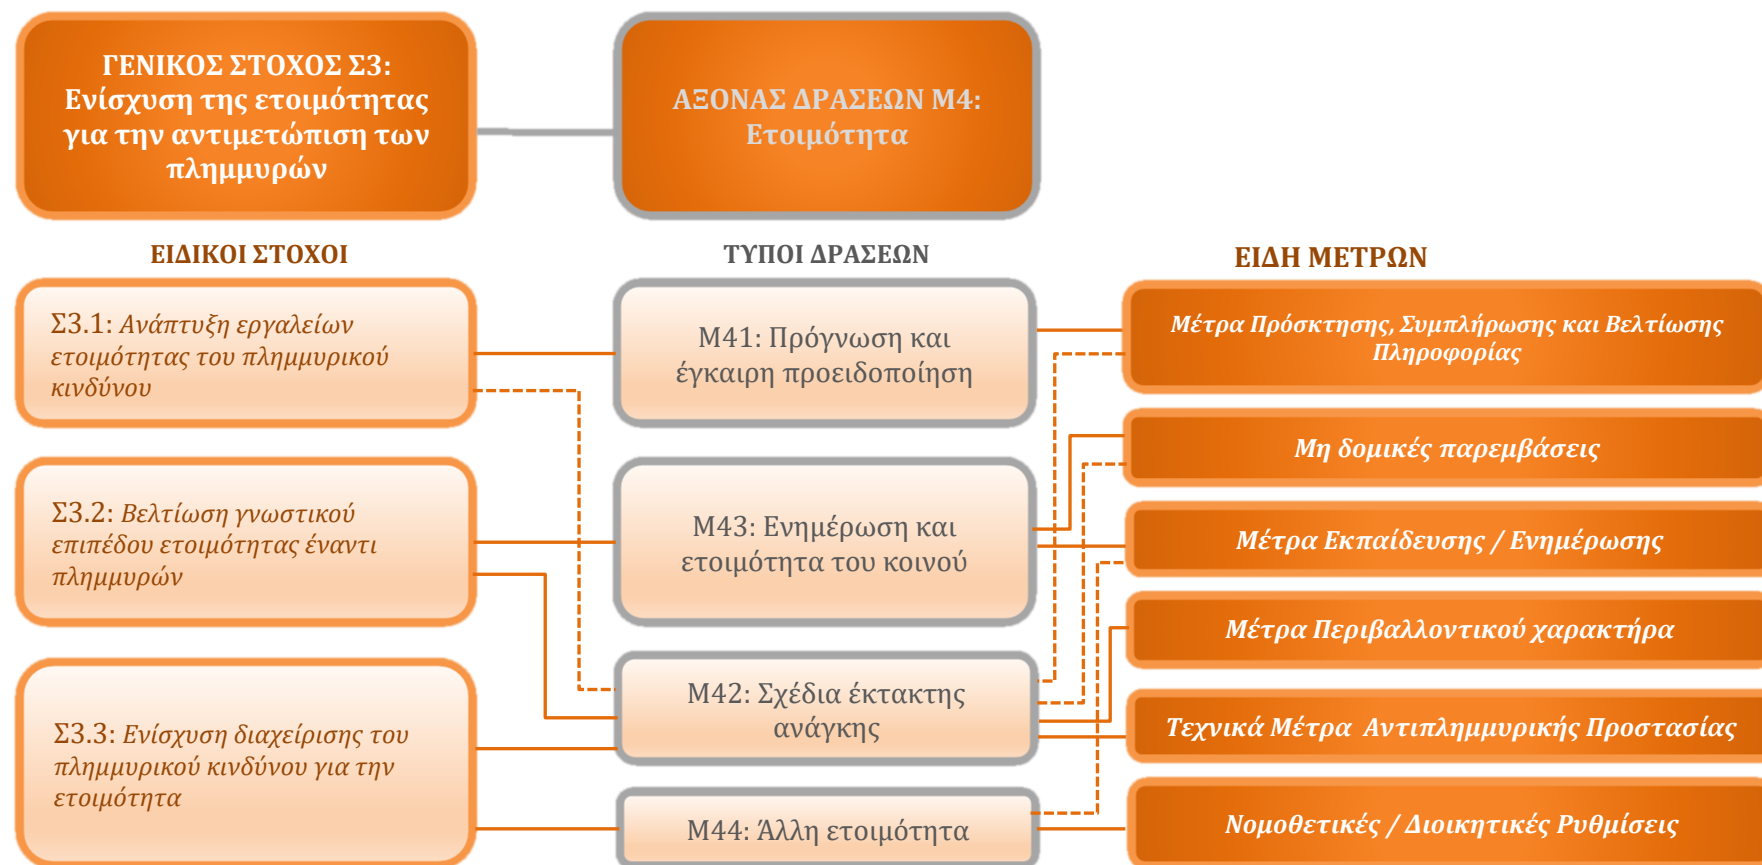 ΓΕΝΙΚΟΣ ΣΤΟΧΟΣ Σ3:
Ενίσχυση της ετοιμότητας
για την αντιμετώπιση των
πλημμυρών
ΑΞΟΝΑΣ ΔΡΑΣΕΩΝ Μ4:
Ετοιμότητα
ΕΙΔΙΚΟΙ ΣΤΟΧΟΙ
Σ3.1: Ανάπτυξη εργαλείων
ετοιμότητας του πλημμυρικού
κινδύνου
Σ3.2: Βελτίωση γνωστικού
επιπέδου ετοιμότητας έναντι
πλημμυρών
Σ3.3: Ενίσχυση διαχείρισης του
πλημμυρικού κινδύνου για την
ετοιμότητα
ΤΥΠΟΙ ΔΡΑΣΕΩΝ
Μ41: Πρόγνωση και
έγκαιρη προειδοποίηση
Μ43: Ενημέρωση και
ετοιμότητα του κοινού
Μ42: Σχέδια έκτακτης
ανάγκης
Μ44: Άλλη ετοιμότητα
ΕΙΔΗ ΜΕΤΡΩΝ
Μέτρα Πρόσκτησης, Συμπλήρωσης και Βελτίωσης
Πληροφορίας
Μη δομικές παρεμβάσεις
Μέτρα Εκπαίδευσης / Ενημέρωσης
Μέτρα Περιβαλλοντικού χαρακτήρα
Τεχνικά Μέτρα Αντιπλημμυρικής Προστασίας
Νομοθετικές / Διοικητικές Ρυθμίσεις